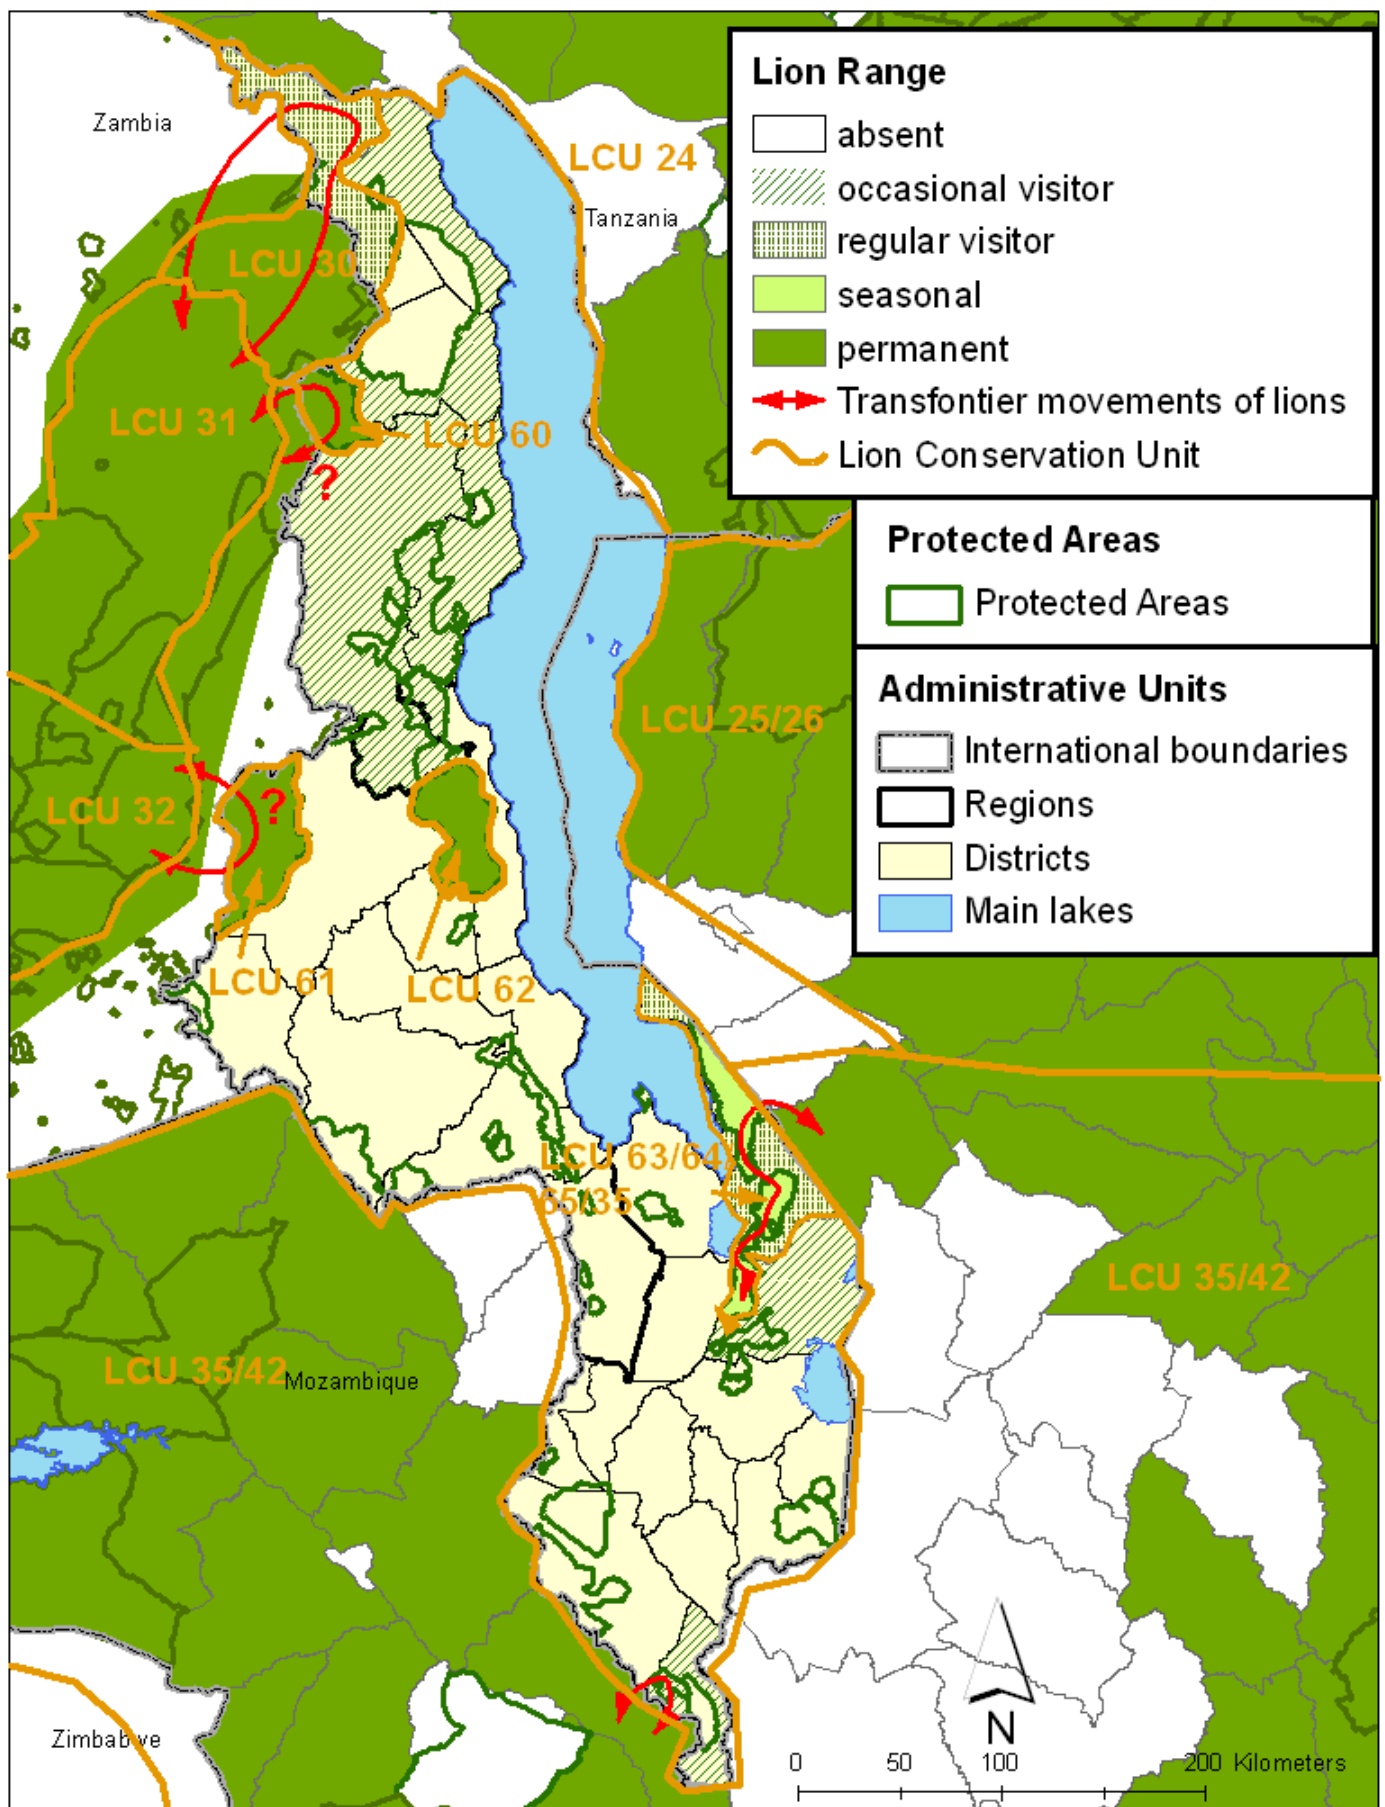 Lion Range
absent
occasional visitor
regular visitor
seasonal
permanent
Transfontier movements of lions
Lion Conservation Unit
Protected Areas
Protected Areas
Administrative Units
International boundaries
Regions
Districts
Main lakes
Zambia
LCU 24
Tanzania
LCU 30
LCU 31
LCU 60
?
LCU 25/26
LCU 32
?
LCU 61
LCU 62
LCU 63/64/
65/35
LCU 35/42
LCU 35/42
Mozambique
Zimbabwe
N
0 50 100 200 Kilometers